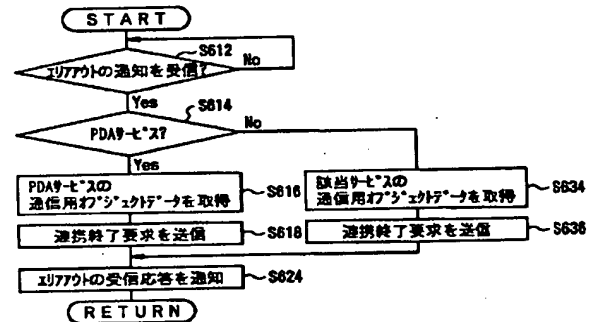 START
S612
エリアアウトの通知を受信?
No
Yes
S614
PDAサービス?
No
Yes
PDAサービスの
通信用オブジェクトデータを取得
S616
該当サービスの
通信用オブジェクトデータを取得
S634
連携終了要求を送信
S618
連携終了要求を送信
S636
エリアアウトの受信応答を通知
S624
RETURN